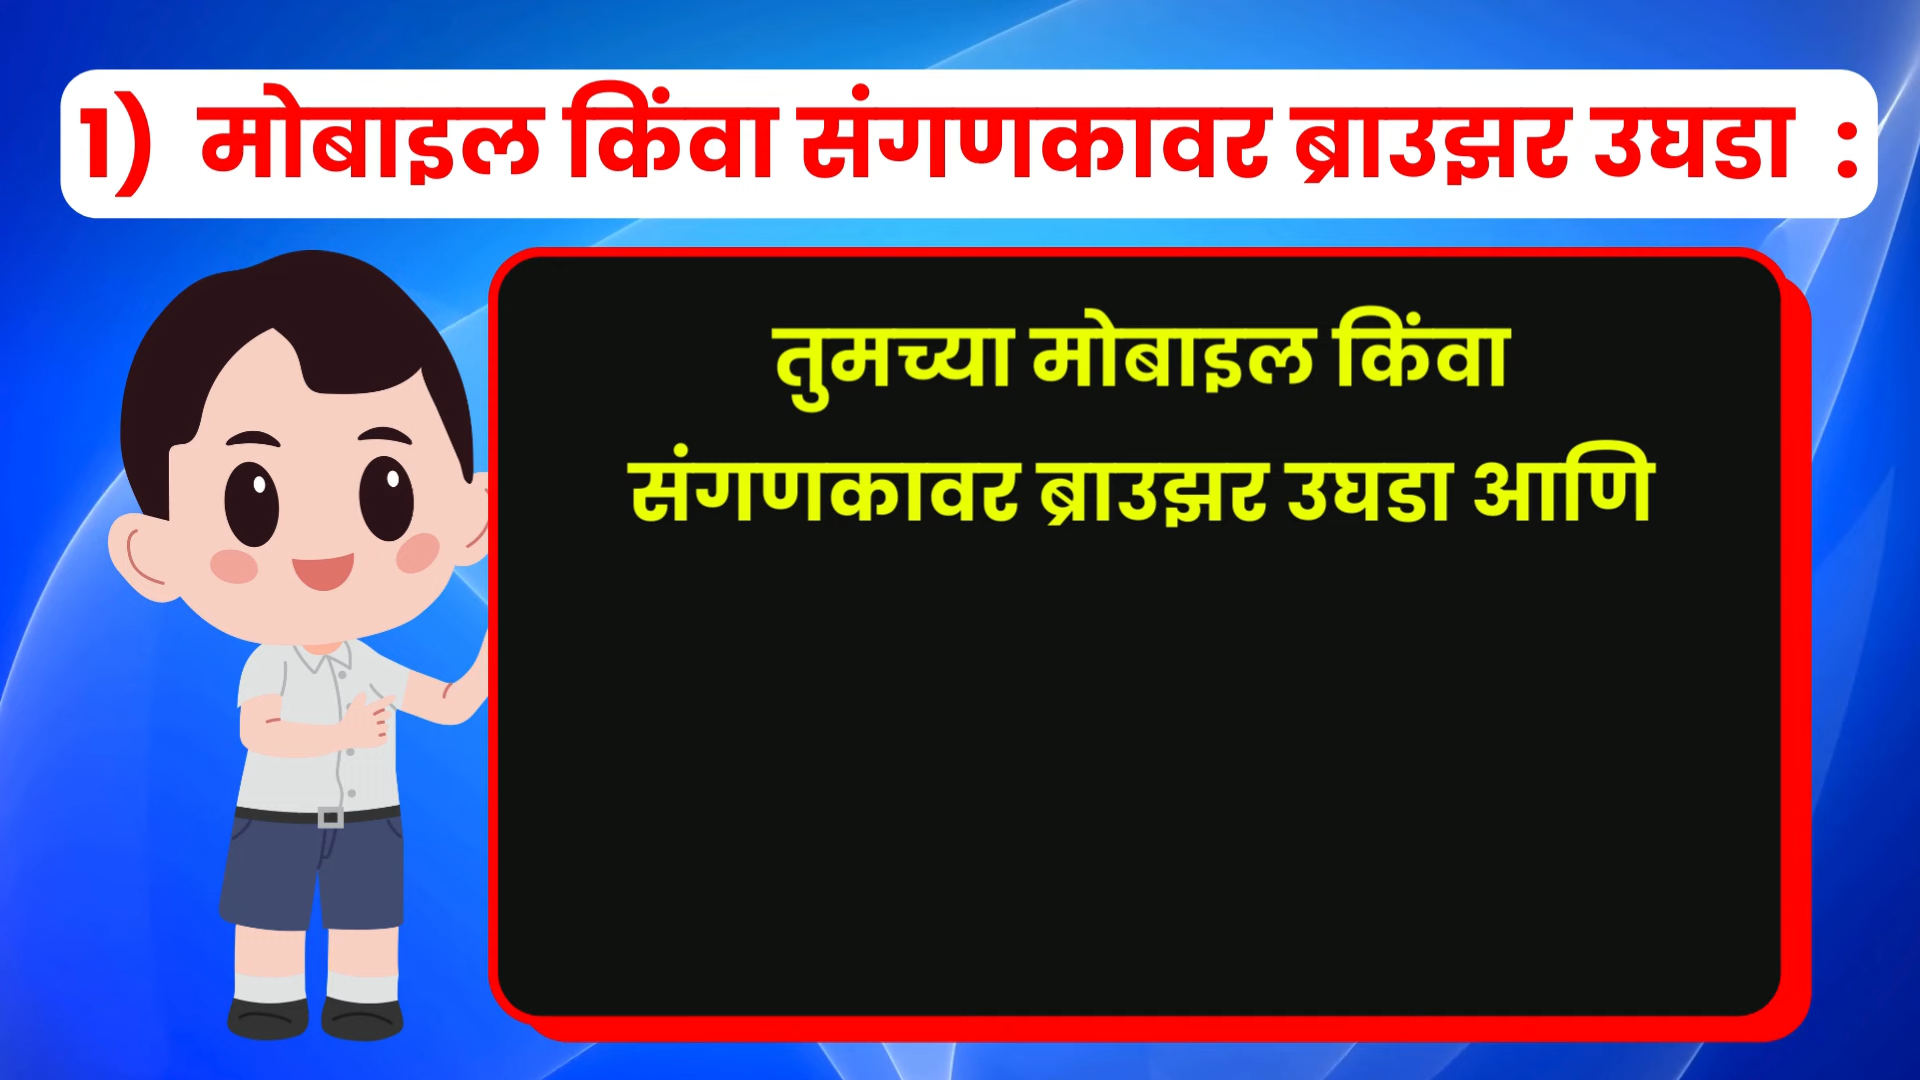 1) मोबाइल किंवा संगणकावर ब्राउझर उघडा :
तुमच्या मोबाइल किंवा
संगणकावर ब्राउझर उघडा आणि